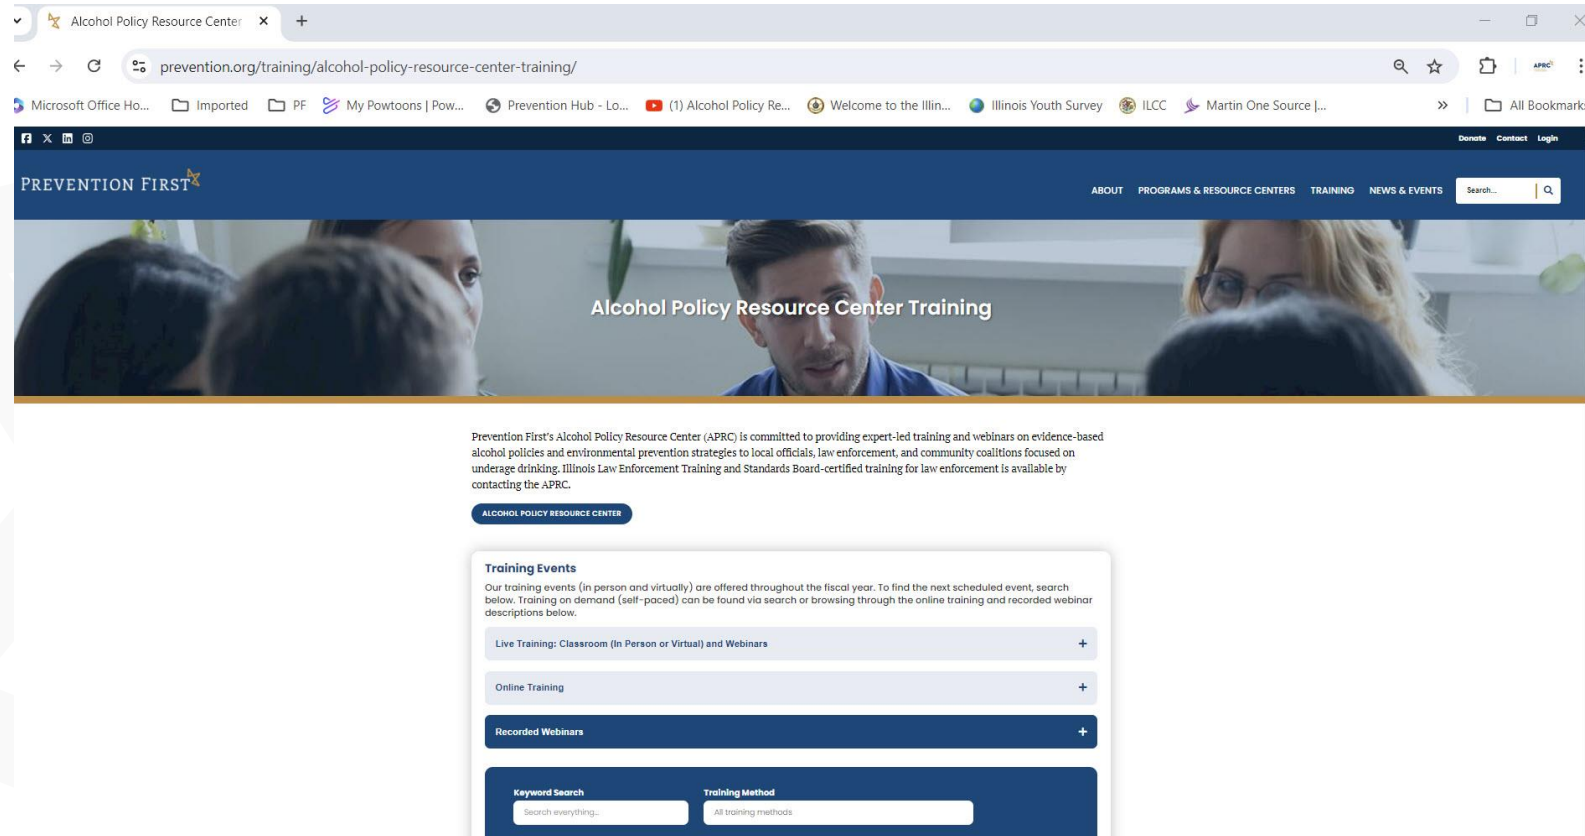 Alcohol Policy Resource Center
prevention.org/training/alcohol-policy-resource-center-training/
APRC
Microsoft Office Ho... Imported PF My Powtoons | Pow... Prevention Hub - Lo... (1) Alcohol Policy Re... Welcome to the Illin... Illinois Youth Survey ILCC Martin One Source |... » All Bookmarks
Donate Contact Login
PREVENTION FIRST
ABOUT PROGRAMS & RESOURCE CENTERS TRAINING NEWS & EVENTS Search...
Alcohol Policy Resource Center Training
Prevention First's Alcohol Policy Resource Center (APRC) is committed to providing expert-led training and webinars on evidence-based
alcohol policies and environmental prevention strategies to local officials, law enforcement, and community coalitions focused on
underage drinking. Illinois Law Enforcement Training and Standards Board-certified training for law enforcement is available by
contacting the APRC.
ALCOHOL POLICY RESOURCE CENTER
Training Events
Our training events (in person and virtually) are offered throughout the fiscal year. To find the next scheduled event, search
below. Training on demand (self-paced) can be found via search or browsing through the online training and recorded webinar
descriptions below.
Live Training: Classroom (In Person or Virtual) and Webinars +
Online Training +
Recorded Webinars +
Keyword Search Training Method
Search everything... All training methods